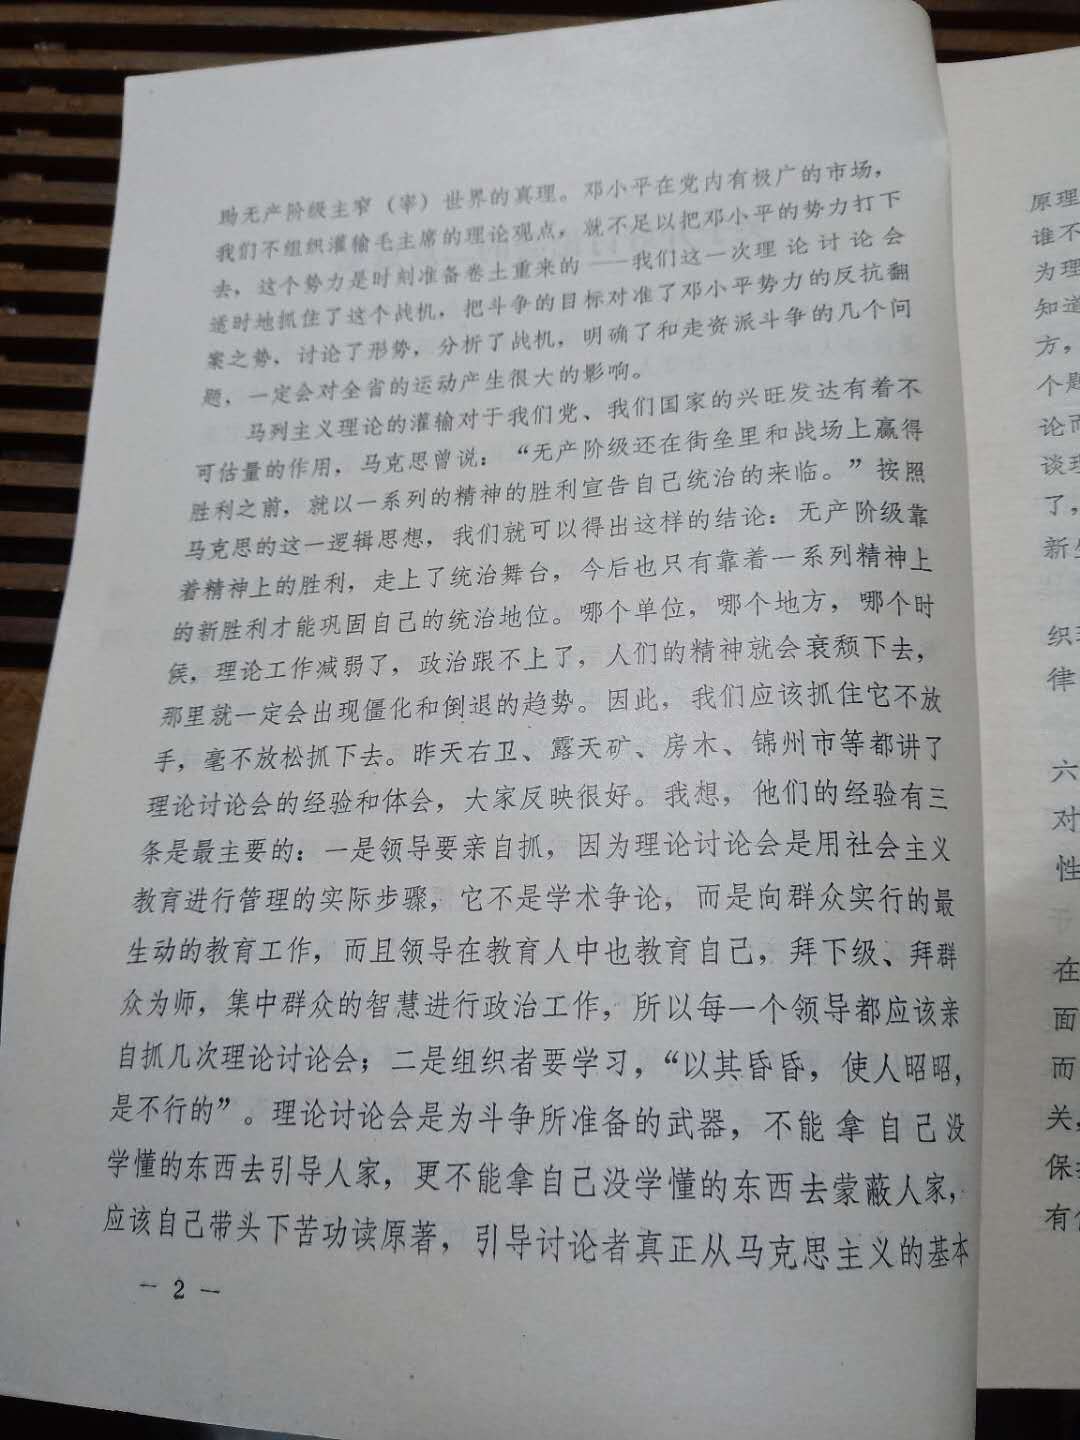 助无产阶级主窄（宰）世界的真理。邓小平在党内有极广的市场，
我们不组织灌输毛主席的理论观点，就不足以把邓小平的势力打下
去，这个势力是时刻准备卷土重来的——我们这一次理论讨论会
适时地抓住了这个战机，把斗争的目标对准了邓小平势力的反抗翻
案之势，讨论了形势，分析了战机，明确了和走资派斗争的几个问
题，一定会对全省的运动产生很大的影响。
马列主义理论的灌输对于我们党、我们国家的兴旺发达有着不
可估量的作用，马克思曾说：“无产阶级还在街垒里和战场上赢得
胜利之前，就以一系列的精神的胜利宣告自己统治的来临。”按照
马克思的这一逻辑思想，我们就可以得出这样的结论：无产阶级靠
着精神上的胜利，走上了统治舞台，今后也只有靠着一系列精神上
的新胜利才能巩固自己的统治地位。哪个单位，哪个地方，哪个时
候，理论工作减弱了，政治跟不上了，人们的精神就会衰颓下去，
那里就一定会出现僵化和倒退的趋势。因此，我们应该抓住它不放
手，毫不放松抓下去。昨天右卫、露天矿、房木、锦州市等都讲了
理论讨论会的经验和体会，大家反映很好。我想，他们的经验有三
条是最主要的：一是领导要亲自抓，因为理论讨论会是用社会主义
教育进行管理的实际步骤，它不是学术争论，而是向群众实行的最
生动的教育工作，而且领导在教育人中也教育自己，拜下级、拜群
众为师，集中群众的智慧进行政治工作，所以每一个领导都应该亲
自抓几次理论讨论会；二是组织者要学习，“以其昏昏，使人昭昭，
是不行的”。理论讨论会是为斗争所准备的武器，不能拿自己没
学懂的东西去引导人家，更不能拿自己没学懂的东西去蒙蔽人家，
应该自己带头下苦功读原著，引导讨论者真正从马克思主义的基本
— 2 —
原理
谁不
为理
知道
方，
个是
论而
谈理
了，
新生
织理
律
六
对
性
在
面
而
关，
保
有